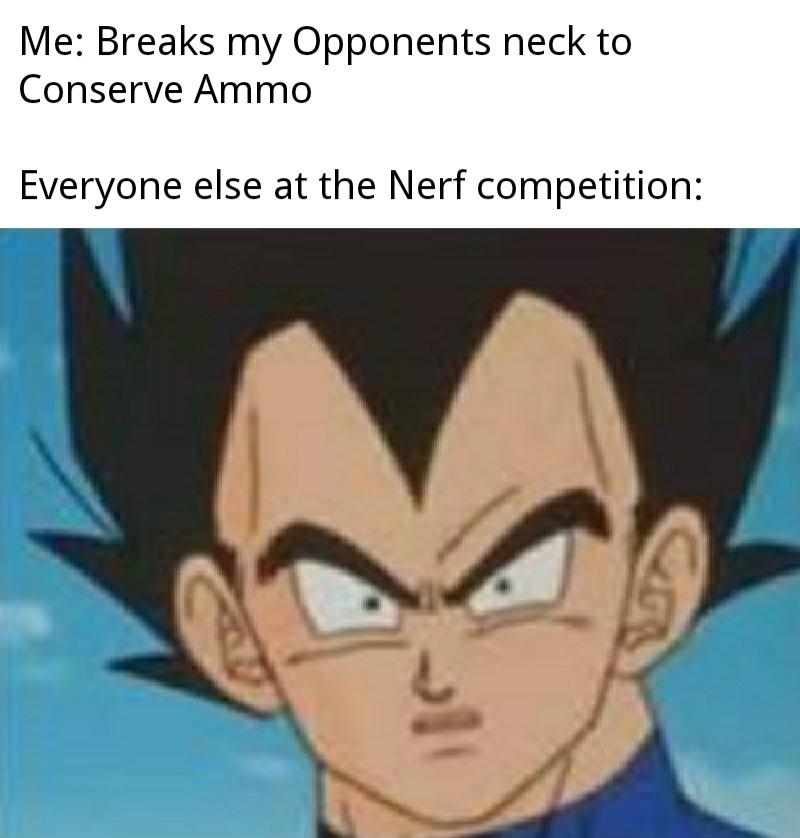 Me: Breaks my Opponents neck to
Conserve Ammo
Everyone else at the Nerf competition: